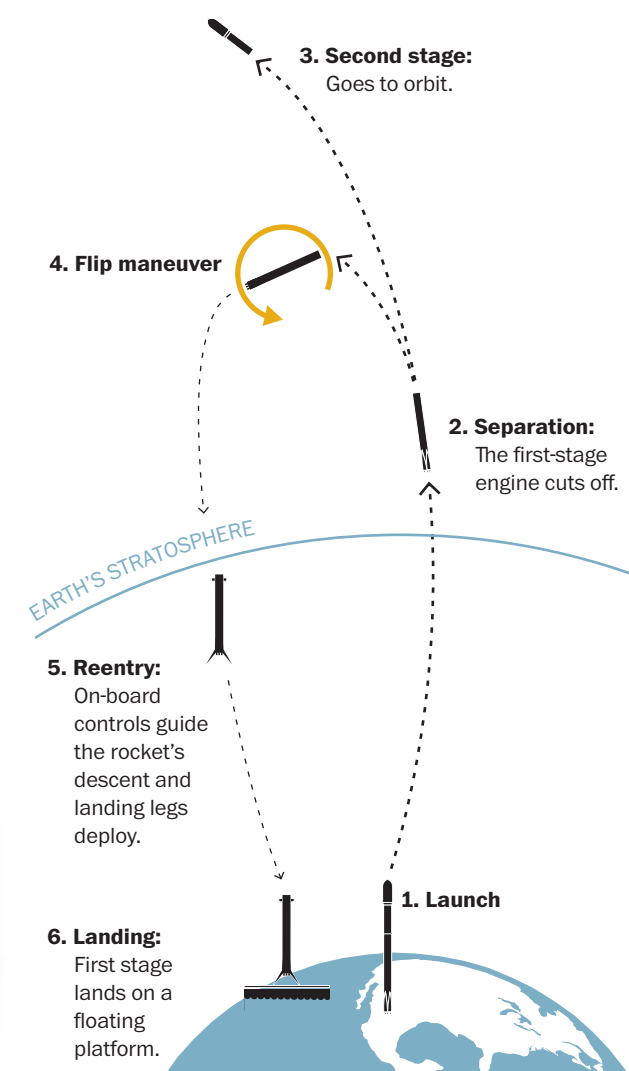 3. Second stage:
Goes to orbit.
4. Flip maneuver
2. Separation:
The first-stage
engine cuts off.
EARTH'S STRATOSPHERE
5. Reentry:
On-board
controls guide
the rocket's
descent and
landing legs
deploy.
1. Launch
6. Landing:
First stage
lands on a
floating
platform.